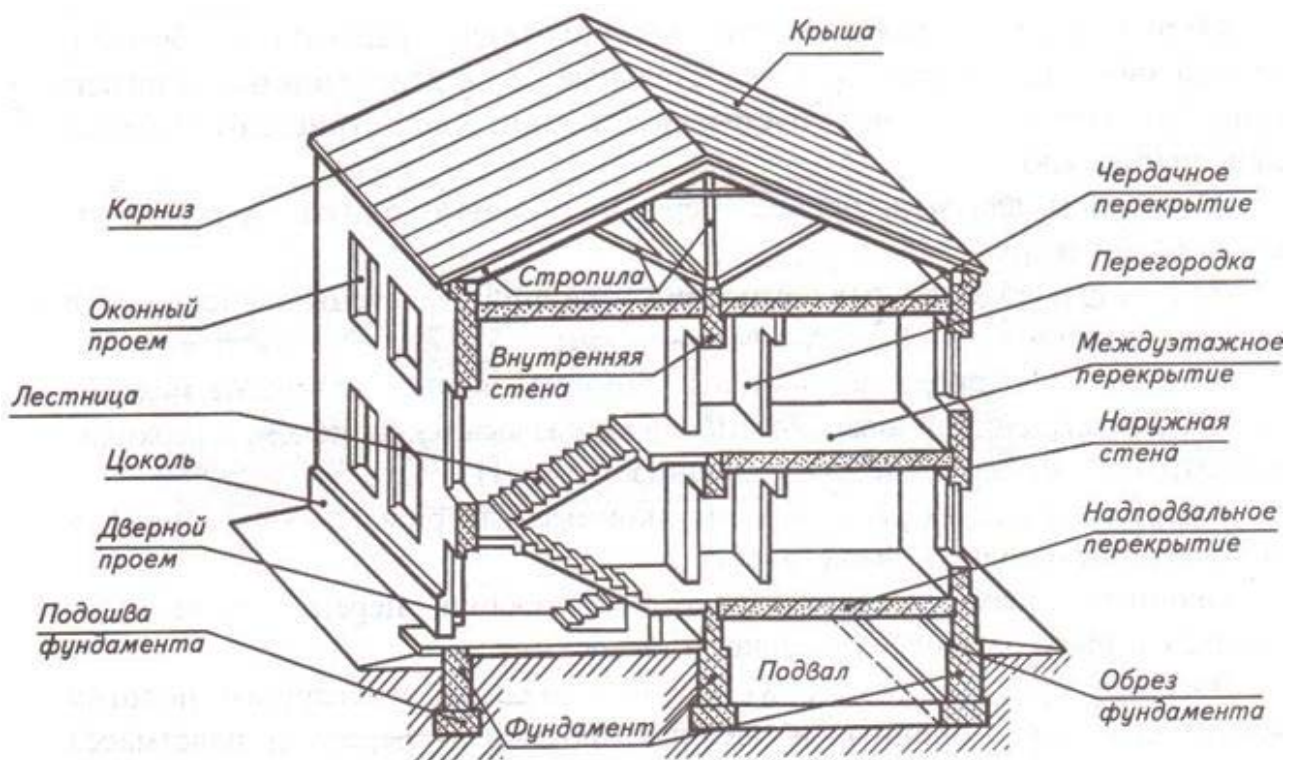 Крыша
Карниз
Чердачное
перекрытие
Стропила
Перегородка
Оконный
проем
Внутренняя
стена
Междуэтажное
перекрытие
Лестница
Наружная
стена
Цоколь
Дверной
проем
Надподвальное
перекрытие
Подошва
фундамента
Подвал
Обрез
фундамента
Фундамент